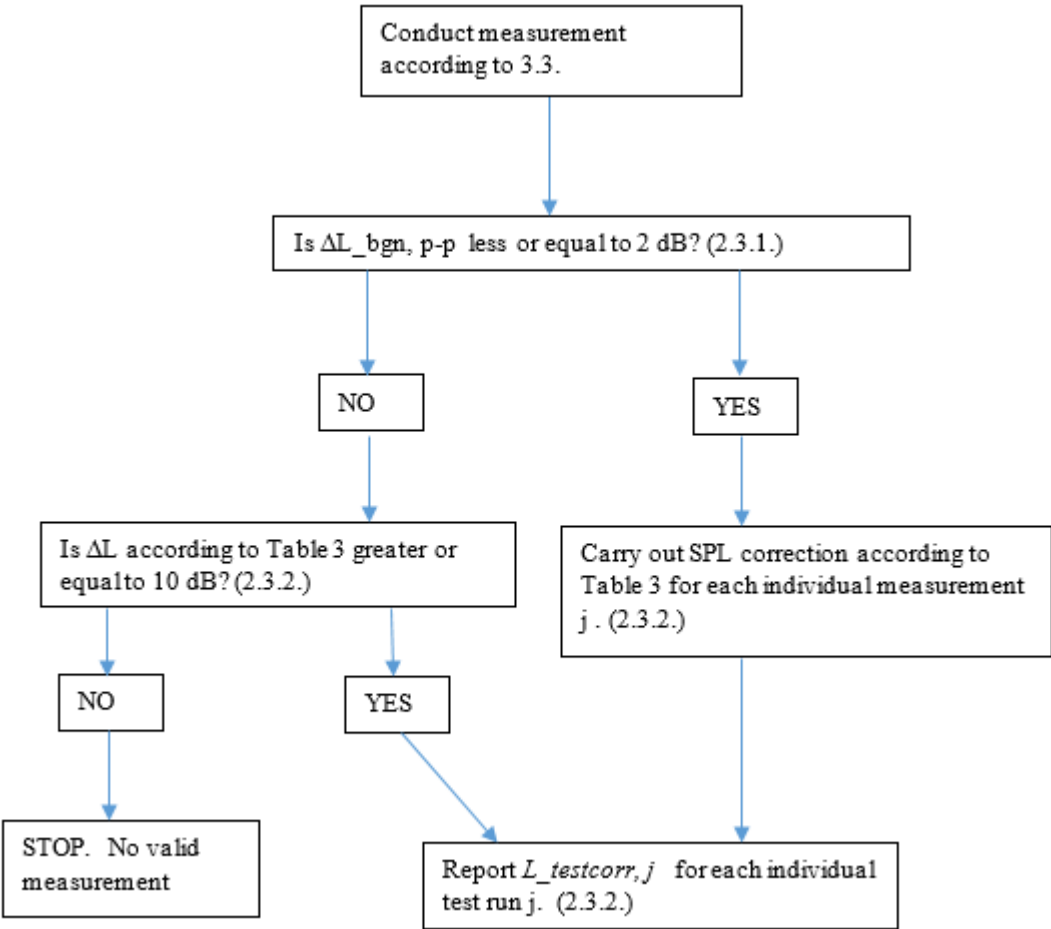 Conduct measurement
according to 3.3.
Is ΔL_bgn, p-p less or equal to 2 dB? (2.3.1.)
NO
YES
Is ΔL according to Table 3 greater or
equal to 10 dB? (2.3.2.)
Carry out SPL correction according to
Table 3 for each individual measurement
j . (2.3.2.)
NO
YES
STOP. No valid
measurement
Report L_testcorr, j for each individual
test run j. (2.3.2.)